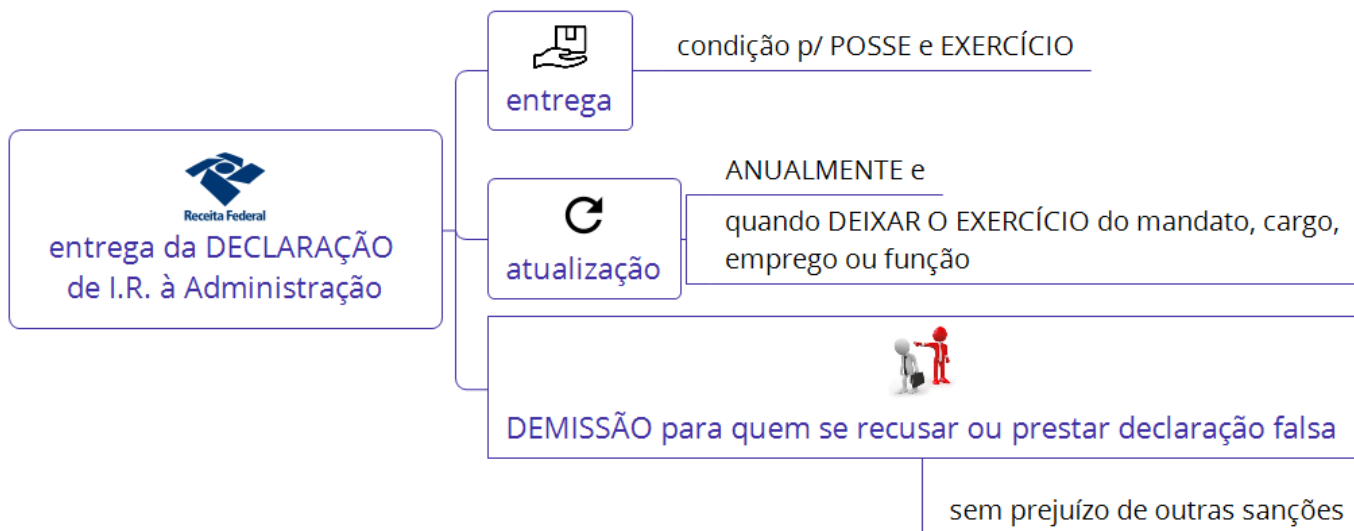 Receita Federal
entrega da DECLARAÇÃO
de I.R. à Administração
entrega
condição p/ POSSE e EXERCÍCIO
atualização
ANUALMENTE e
quando DEIXAR O EXERCÍCIO do mandato, cargo,
emprego ou função
DEMISSÃO para quem se recusar ou prestar declaração falsa
sem prejuízo de outras sanções